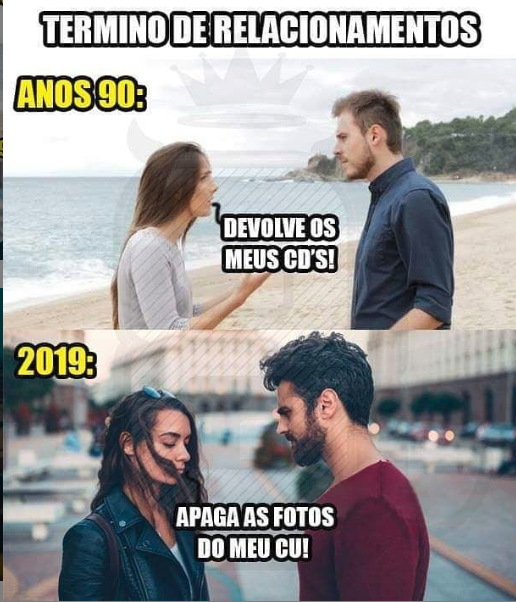 TERMINO DE RELACIONAMENTOS
ANOS 90:
DEVOLVE OS
MEUS CD'S!
2019:
APAGA AS FOTOS
DO MEU CU!